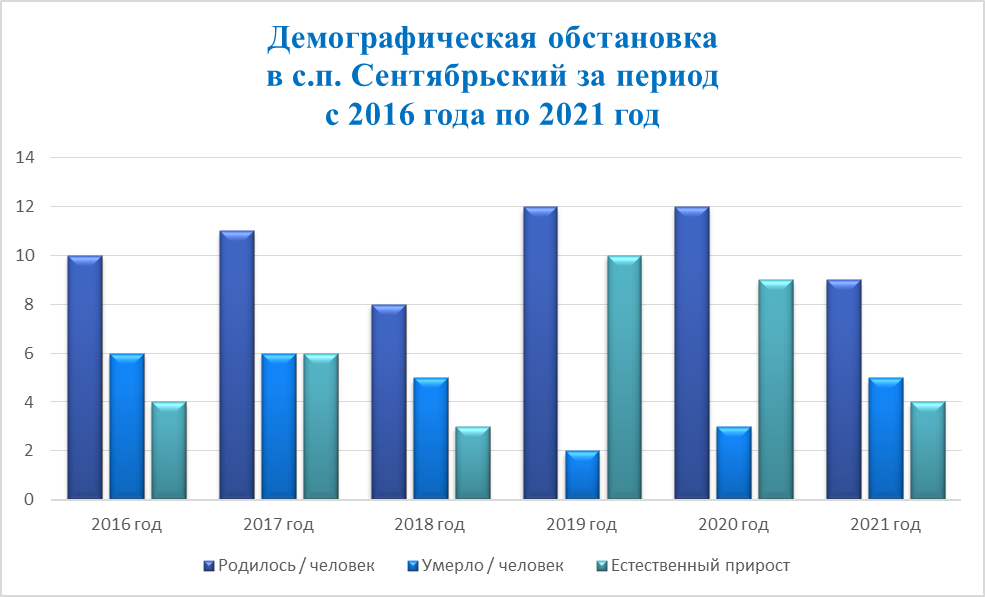 Демографическая обстановка
в с.п. Сентябрьский за период
с 2016 года по 2021 год
14
12
10
8
6
4
2
0
2016 год 2017 год 2018 год 2019 год 2020 год 2021 год
Родилось / человек Умерло / человек Естественный прирост